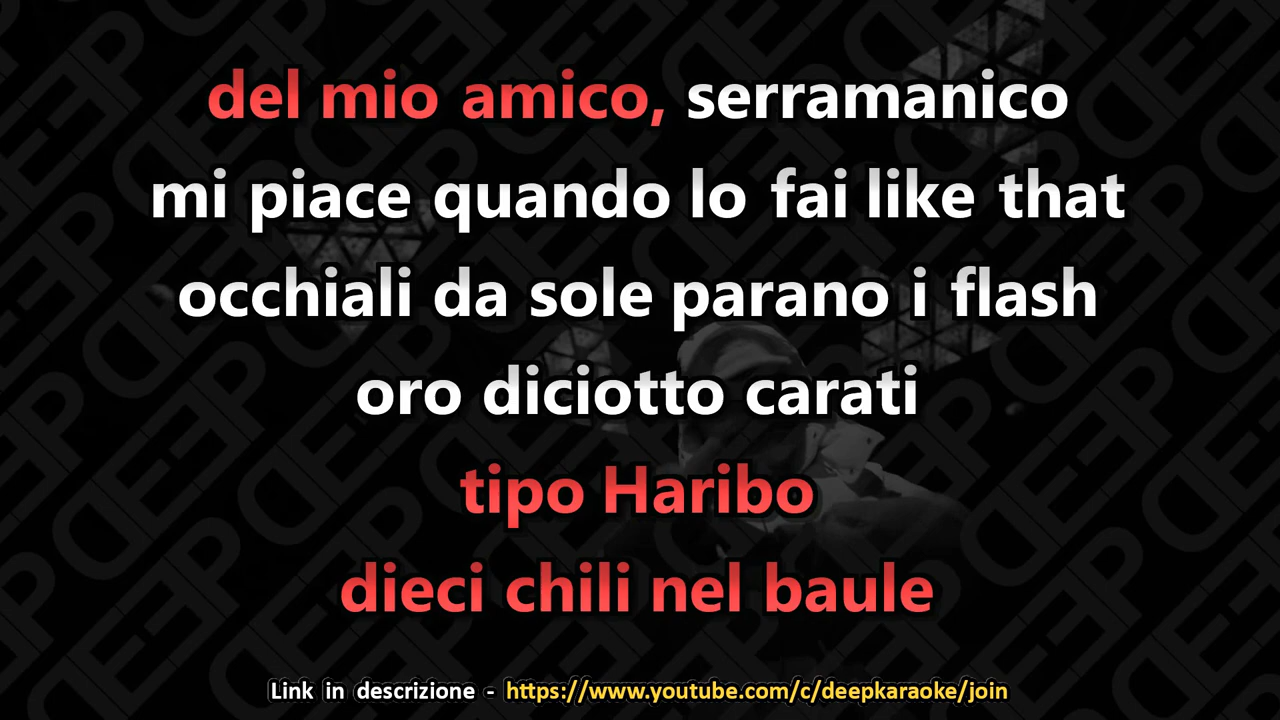 del mio amico, serramanico
mi piace quando lo fai like that
occhiali da sole parano i flash
oro diciotto carati
tipo Haribo
dieci chili nel baule
Link in descrizione - https://www.youtube.com/c/deepkaraoke/join